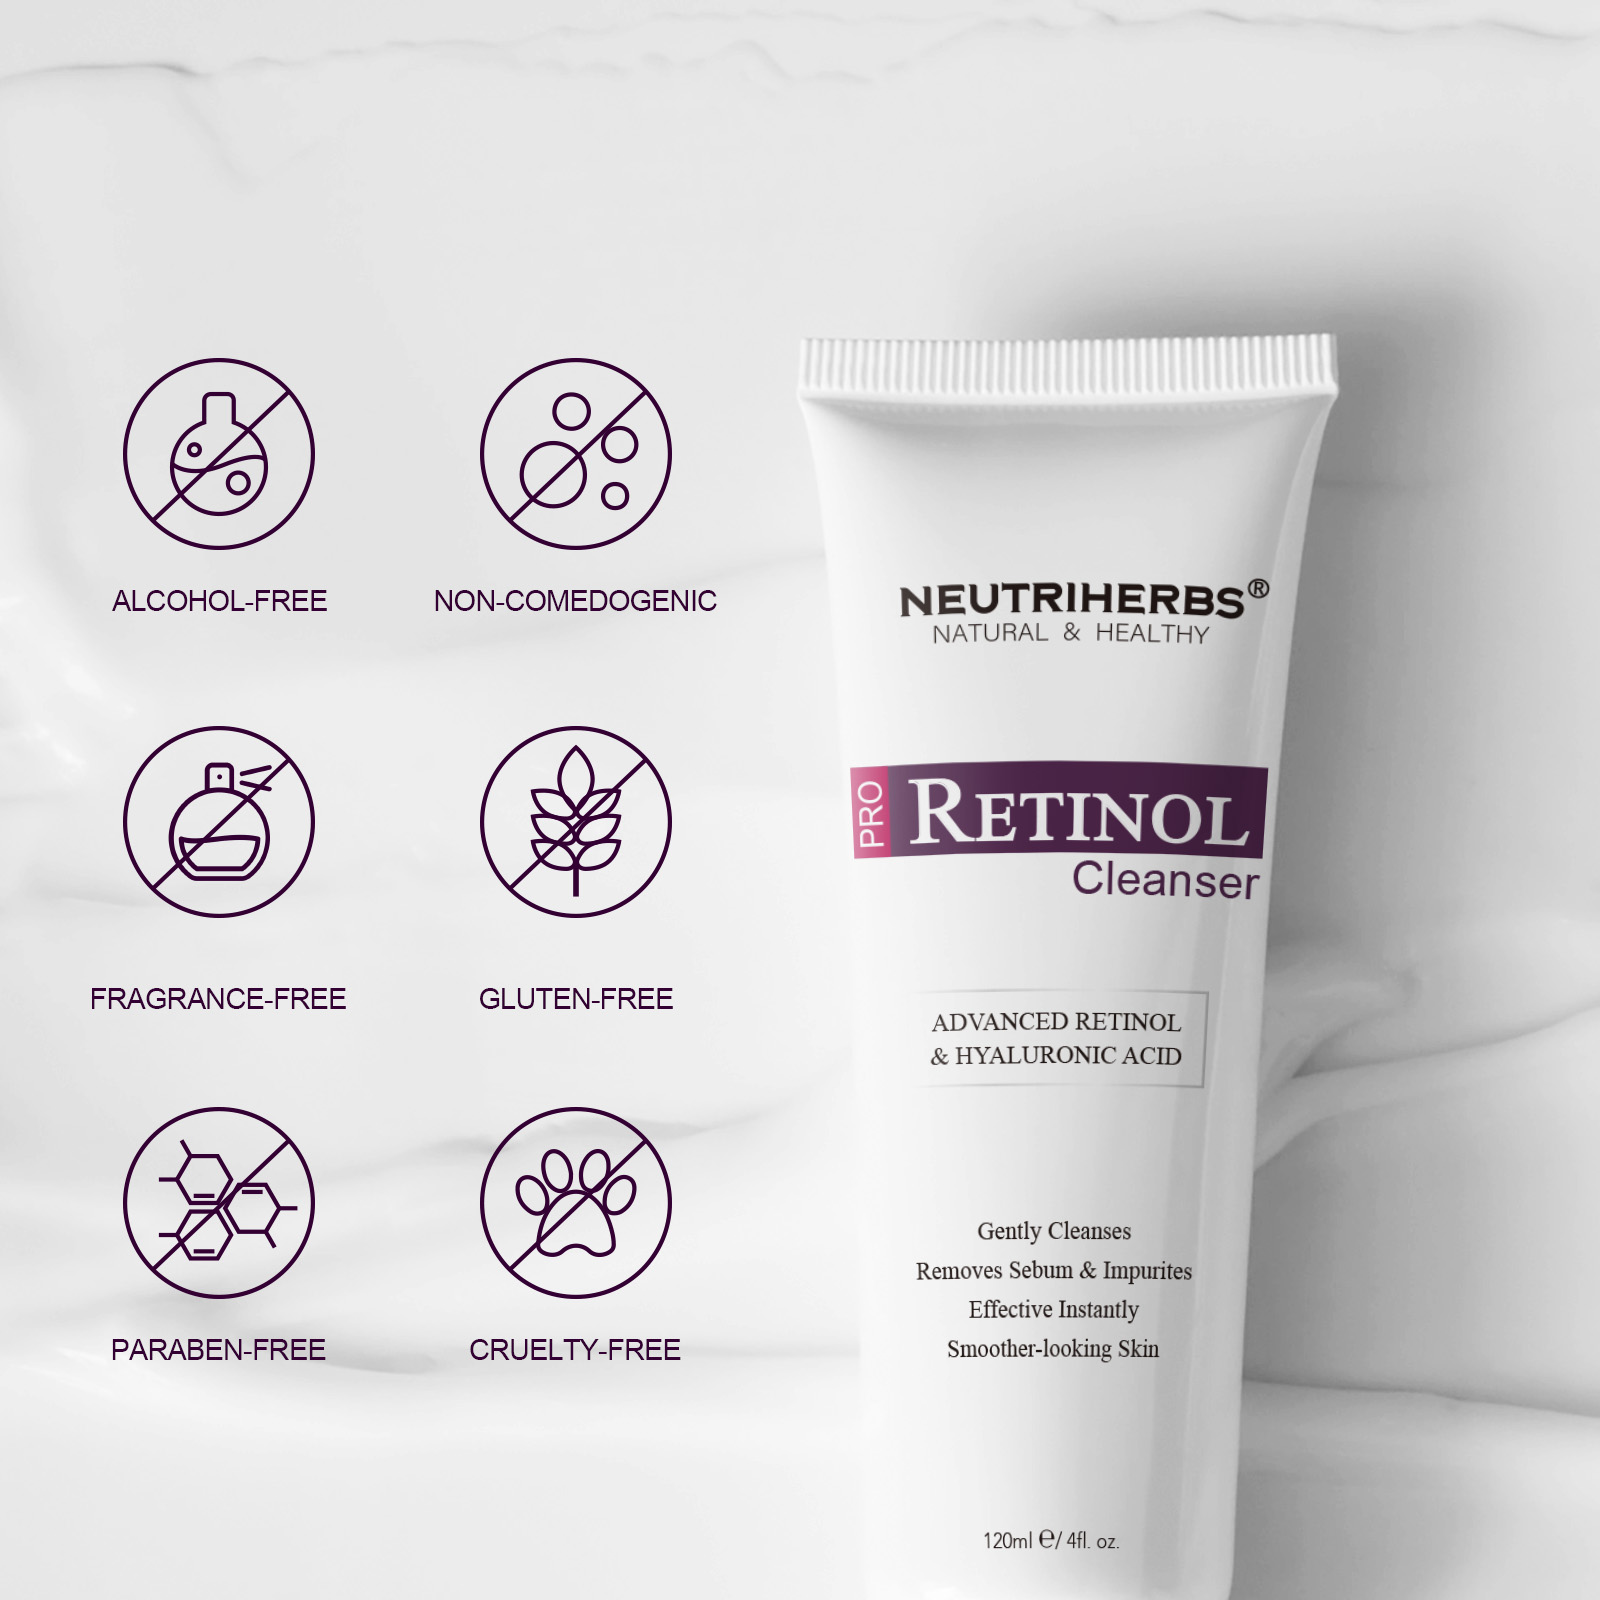 ALCOHOL-FREE
NON-COMEDOGENIC
FRAGRANCE-FREE
GLUTEN-FREE
PARABEN-FREE
CRUELTY-FREE
NEUTRIHERBS®
NATURAL & HEALTHY
PRO RETINOL
Cleanser
ADVANCED RETINOL
& HYALURONIC ACID
Gently Cleanses
Removes Sebum & Impurites
Effective Instantly
Smoother-looking Skin
120ml ℮/ 4fl. oz.